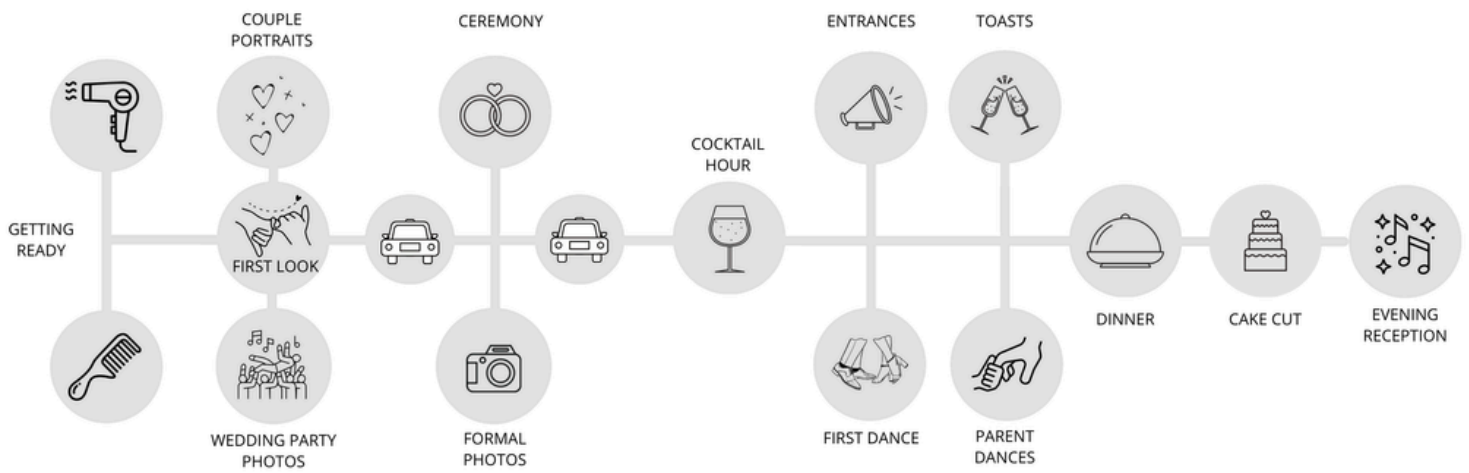 COUPLE
PORTRAITS
CEREMONY
ENTRANCES
TOASTS
COCKTAIL
HOUR
GETTING
READY
FIRST LOOK
DINNER
CAKE CUT
EVENING
RECEPTION
WEDDING PARTY
PHOTOS
FORMAL
PHOTOS
FIRST DANCE
PARENT
DANCES